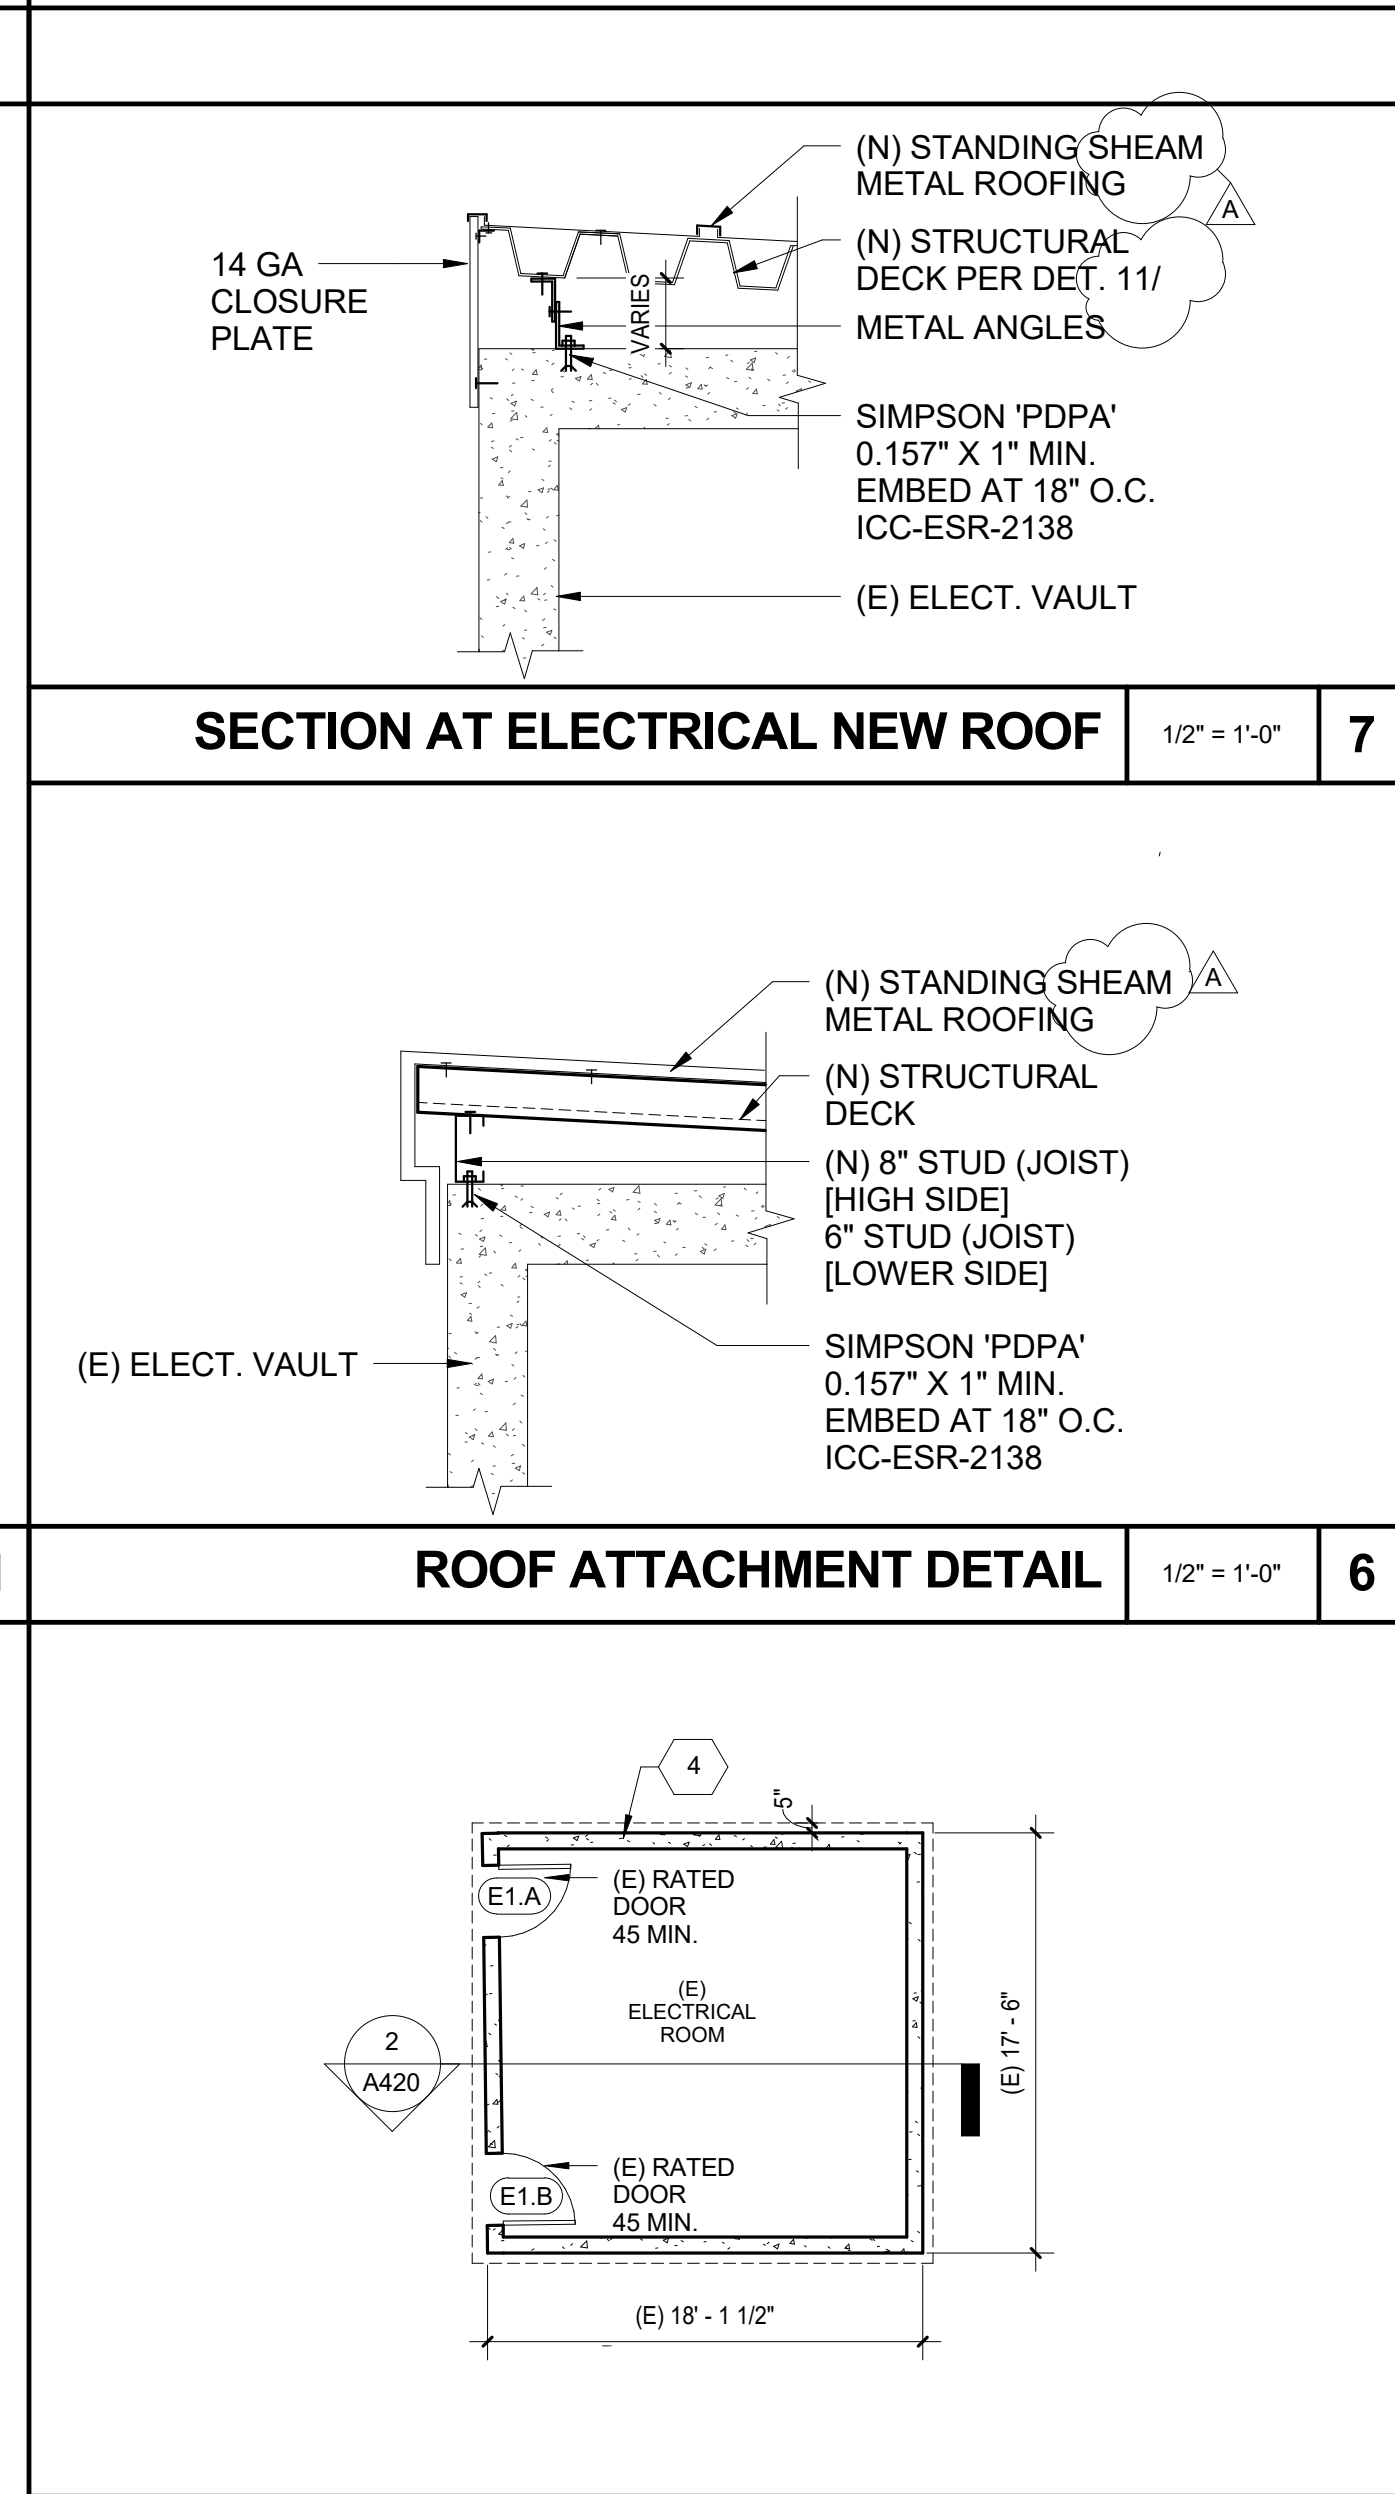 (N) STANDING SHEAM
METAL ROOFING
A
(N) STRUCTURAL
DECK PER DET. 11/
METAL ANGLES
14 GA
CLOSURE
PLATE
VARIES
SIMPSON 'PDPA'
0.157" X 1" MIN.
EMBED AT 18" O.C.
ICC-ESR-2138
(E) ELECT. VAULT
SECTION AT ELECTRICAL NEW ROOF
1/2" = 1'-0"
7
(N) STANDING SHEAM
METAL ROOFING
A
(N) STRUCTURAL
DECK
(N) 8" STUD (JOIST)
[HIGH SIDE]
6" STUD (JOIST)
[LOWER SIDE]
SIMPSON 'PDPA'
0.157" X 1" MIN.
EMBED AT 18" O.C.
ICC-ESR-2138
(E) ELECT. VAULT
ROOF ATTACHMENT DETAIL
1/2" = 1'-0"
6
4
5"
(E) RATED
DOOR
45 MIN.
E1.A
(E)
ELECTRICAL
ROOM
2
A420
(E) 17' - 6"
(E) RATED
DOOR
45 MIN.
E1.B
(E) 18' - 1 1/2"